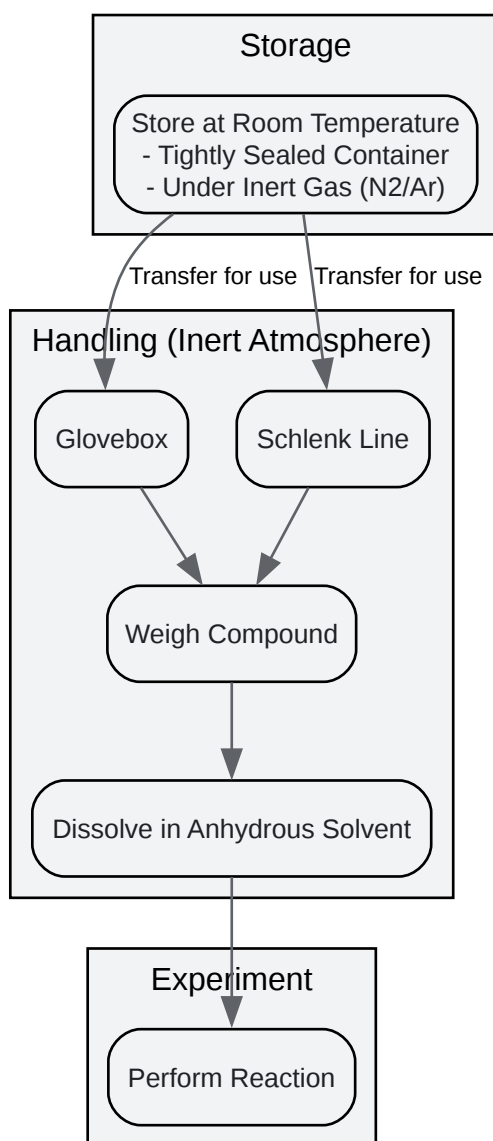 Storage
Store at Room Temperature
- Tightly Sealed Container
- Under Inert Gas (N2/Ar)
Transfer for use
Transfer for use
Handling (Inert Atmosphere)
Glovebox
Schlenk Line
Weigh Compound
Dissolve in Anhydrous Solvent
Experiment
Perform Reaction